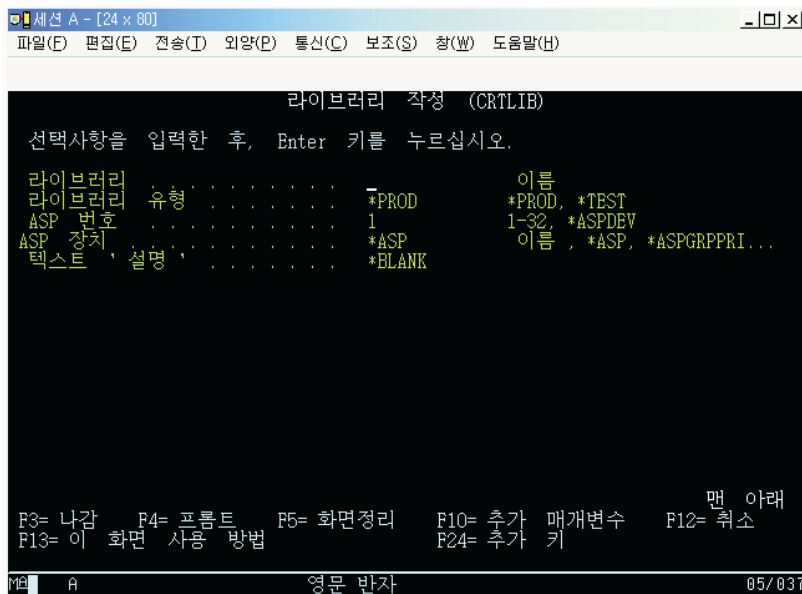 세션 A - [24 x 80]
파일(F) 편집(E) 전송(T) 외양(P) 통신(C) 보조(S) 창(W) 도움말(H)
라이브러리 작성 (CRTLIB)
선택사항을 입력한 후, Enter 키를 누르십시오.
라이브러리 . . . . . . . . . . _ 이름
라이브러리 유형 . . . . . . . *PROD *PROD, *TEST
ASP 번호 . . . . . . . . . . 1 1-32, *ASPDEV
ASP 장치 . . . . . . . . . . . *ASP 이름 , *ASP, *ASPGRPPRI...
텍스트 ' 설명 ' . . . . . . . *BLANK
맨 아래
F3= 나감 F4= 프롬트 F5= 화면정리 F10= 추가 매개변수 F12= 취소
F13= 이 화면 사용 방법 F24= 추가 키
MA A 영문 반자 05/037